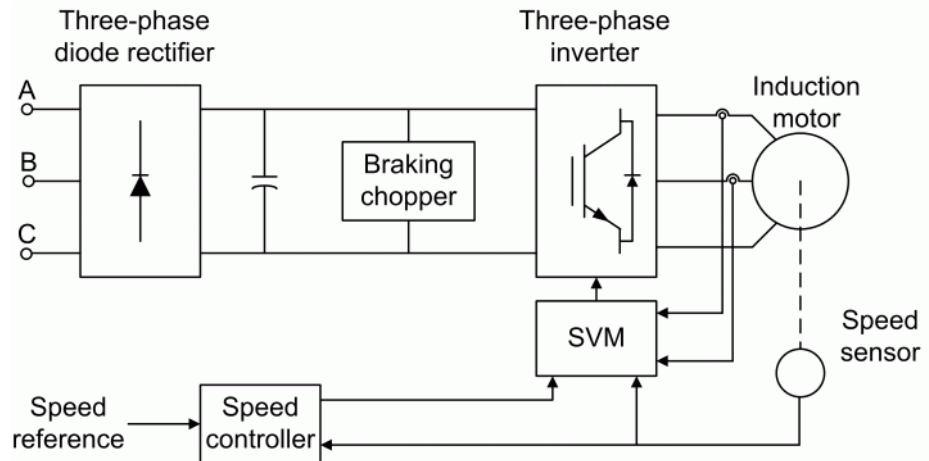 Three-phase
diode rectifier
Three-phase
inverter
Induction
motor
A
B
C
Braking
chopper
SVM
Speed
sensor
Speed
reference
Speed
controller